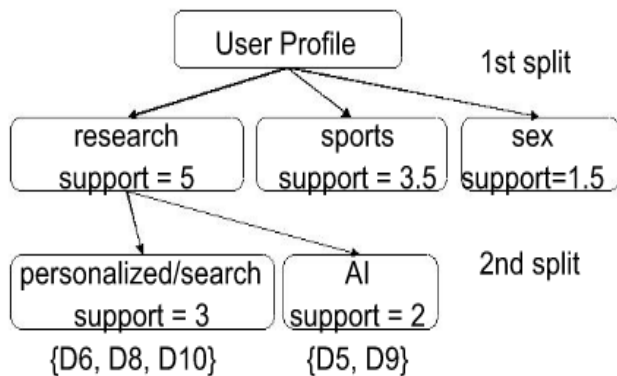 User Profile
1st split
research
support = 5
sports
support = 3.5
sex
support=1.5
personalized/search
support = 3
AI
support = 2
2nd split
{D6, D8, D10}
{D5, D9}